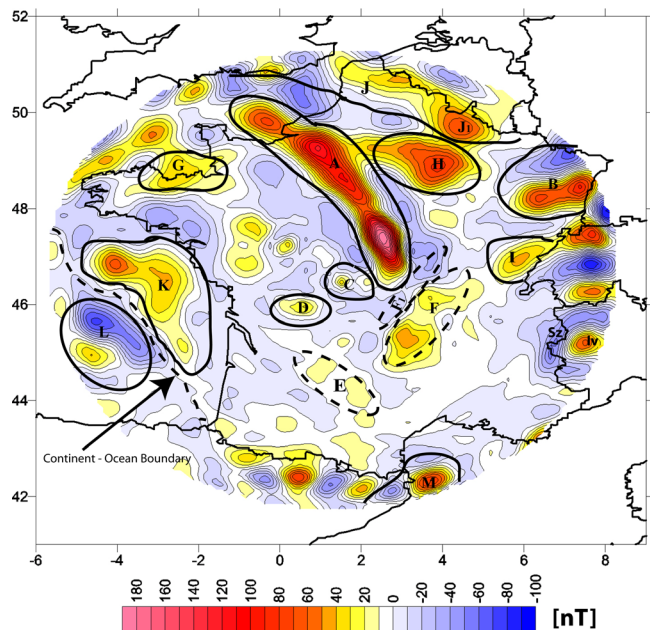 52
50
48
46
44
42
-6 -4 -2 0 2 4 6 8
J
J1
G
A
H
B
K
I
C
D
F
L
E
Sz
Iv
M
Continent - Ocean Boundary
180 160 140 120 100 80 60 40 20 0 -20 -40 -60 -80 -100
[nT]